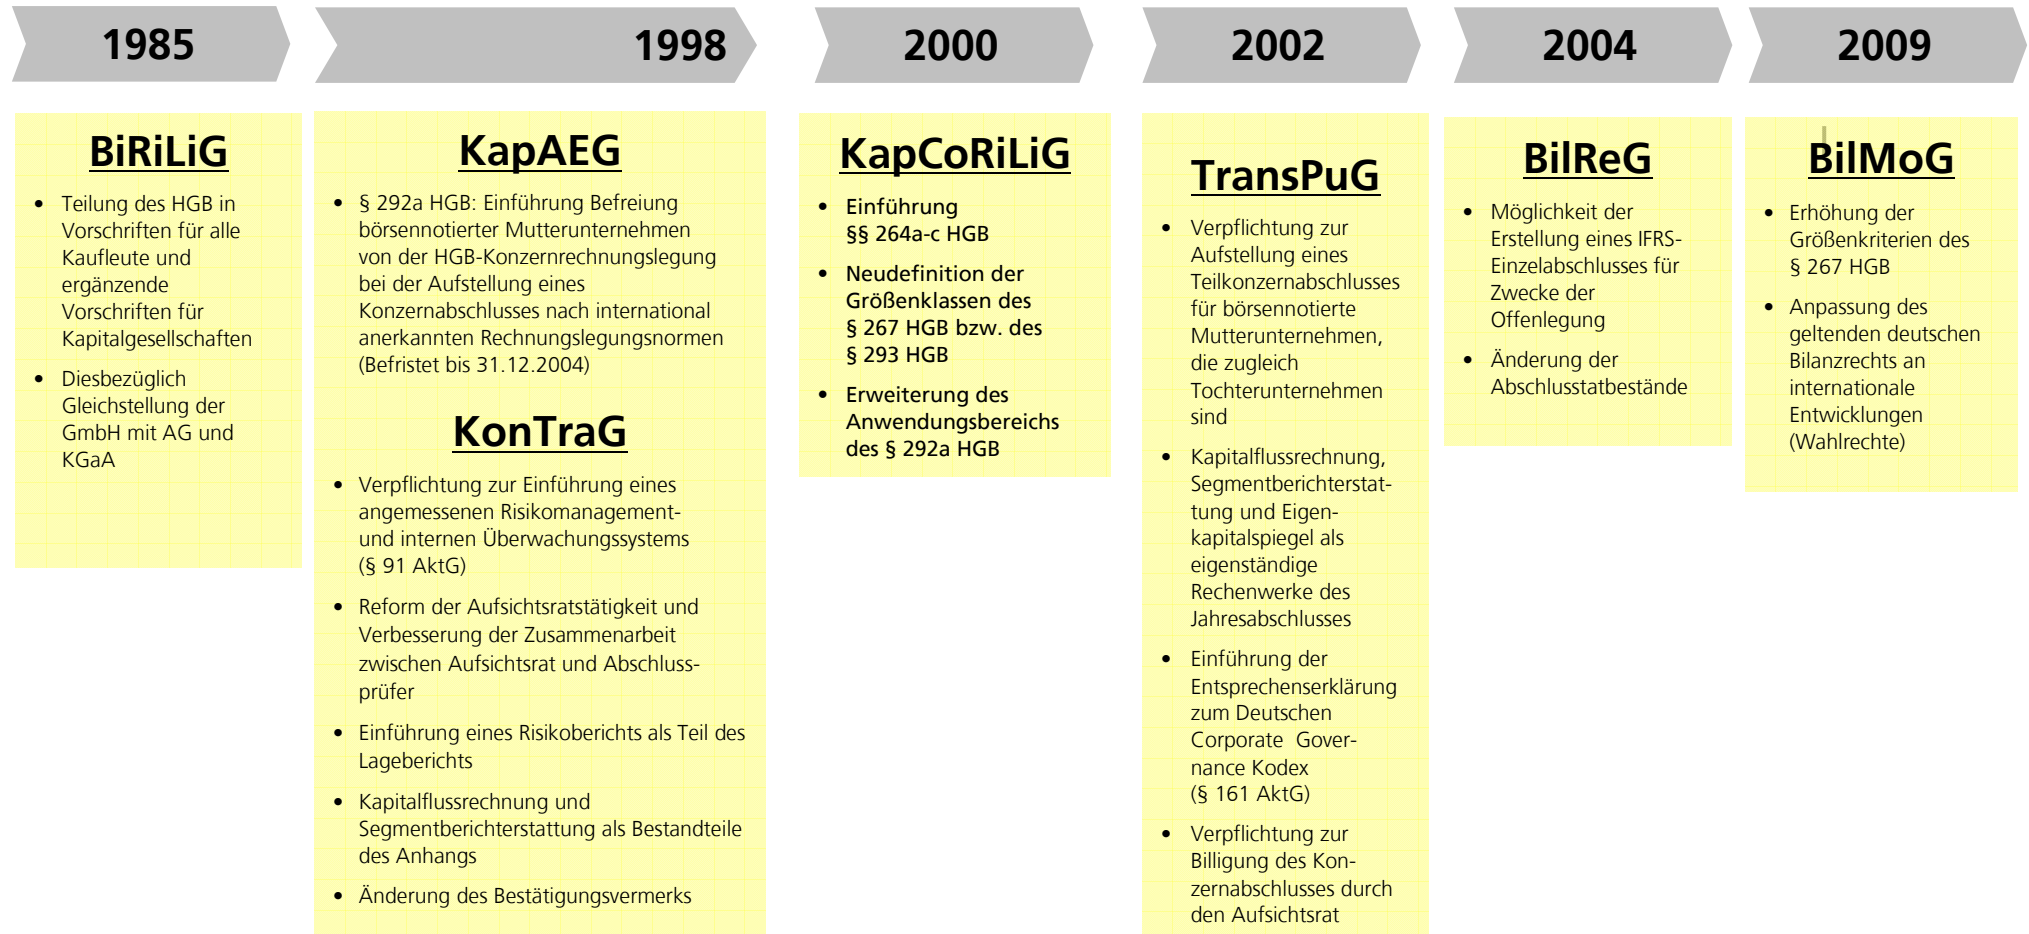 1985
1998
2000
2002
2004
2009
BiRiLiG
• Teilung des HGB in
Vorschriften für alle
Kaufleute und
ergänzende
Vorschriften für
Kapitalgesellschaften
• Diesbezüglich
Gleichstellung der
GmbH mit AG und
KGaA
KapAEG
• § 292a HGB: Einführung Befreiung
börsennotierter Mutterunternehmen
von der HGB-Konzernrechnungslegung
bei der Aufstellung eines
Konzernabschlusses nach international
anerkannten Rechnungslegungsnormen
(Befristet bis 31.12.2004)
KonTraG
• Verpflichtung zur Einführung eines
angemessenen Risikomanagement-
und internen Überwachungssystems
(§ 91 AktG)
• Reform der Aufsichtsratstätigkeit und
Verbesserung der Zusammenarbeit
zwischen Aufsichtsrat und Abschluss-
prüfer
• Einführung eines Risikoberichts als Teil des
Lageberichts
• Kapitalflussrechnung und
Segmentberichterstattung als Bestandteile
des Anhangs
• Änderung des Bestätigungsvermerks
KapCoRiLiG
• Einführung
§§ 264a-c HGB
• Neudefinition der
Größenklassen des
§ 267 HGB bzw. des
§ 293 HGB
• Erweiterung des
Anwendungsbereichs
des § 292a HGB
TransPuG
• Verpflichtung zur
Aufstellung eines
Teilkonzernabschlusses
für börsennotierte
Mutterunternehmen,
die zugleich
Tochterunternehmen
sind
• Kapitalflussrechnung,
Segmentberichterstat-
tung und Eigen-
kapitalspiegel als
eigenständige
Rechenwerke des
Jahresabschlusses
• Einführung der
Entsprechenserklärung
zum Deutschen
Corporate Gover-
nance Kodex
(§ 161 AktG)
• Verpflichtung zur
Billigung des Kon-
zernabschlusses durch
den Aufsichtsrat
BilReG
• Möglichkeit der
Erstellung eines IFRS-
Einzelabschlusses für
Zwecke der
Offenlegung
• Änderung der
Abschlusstatbestände
BilMoG
• Erhöhung der
Größenkriterien des
§ 267 HGB
• Anpassung des
geltenden deutschen
Bilanzrechts an
internationale
Entwicklungen
(Wahlrechte)